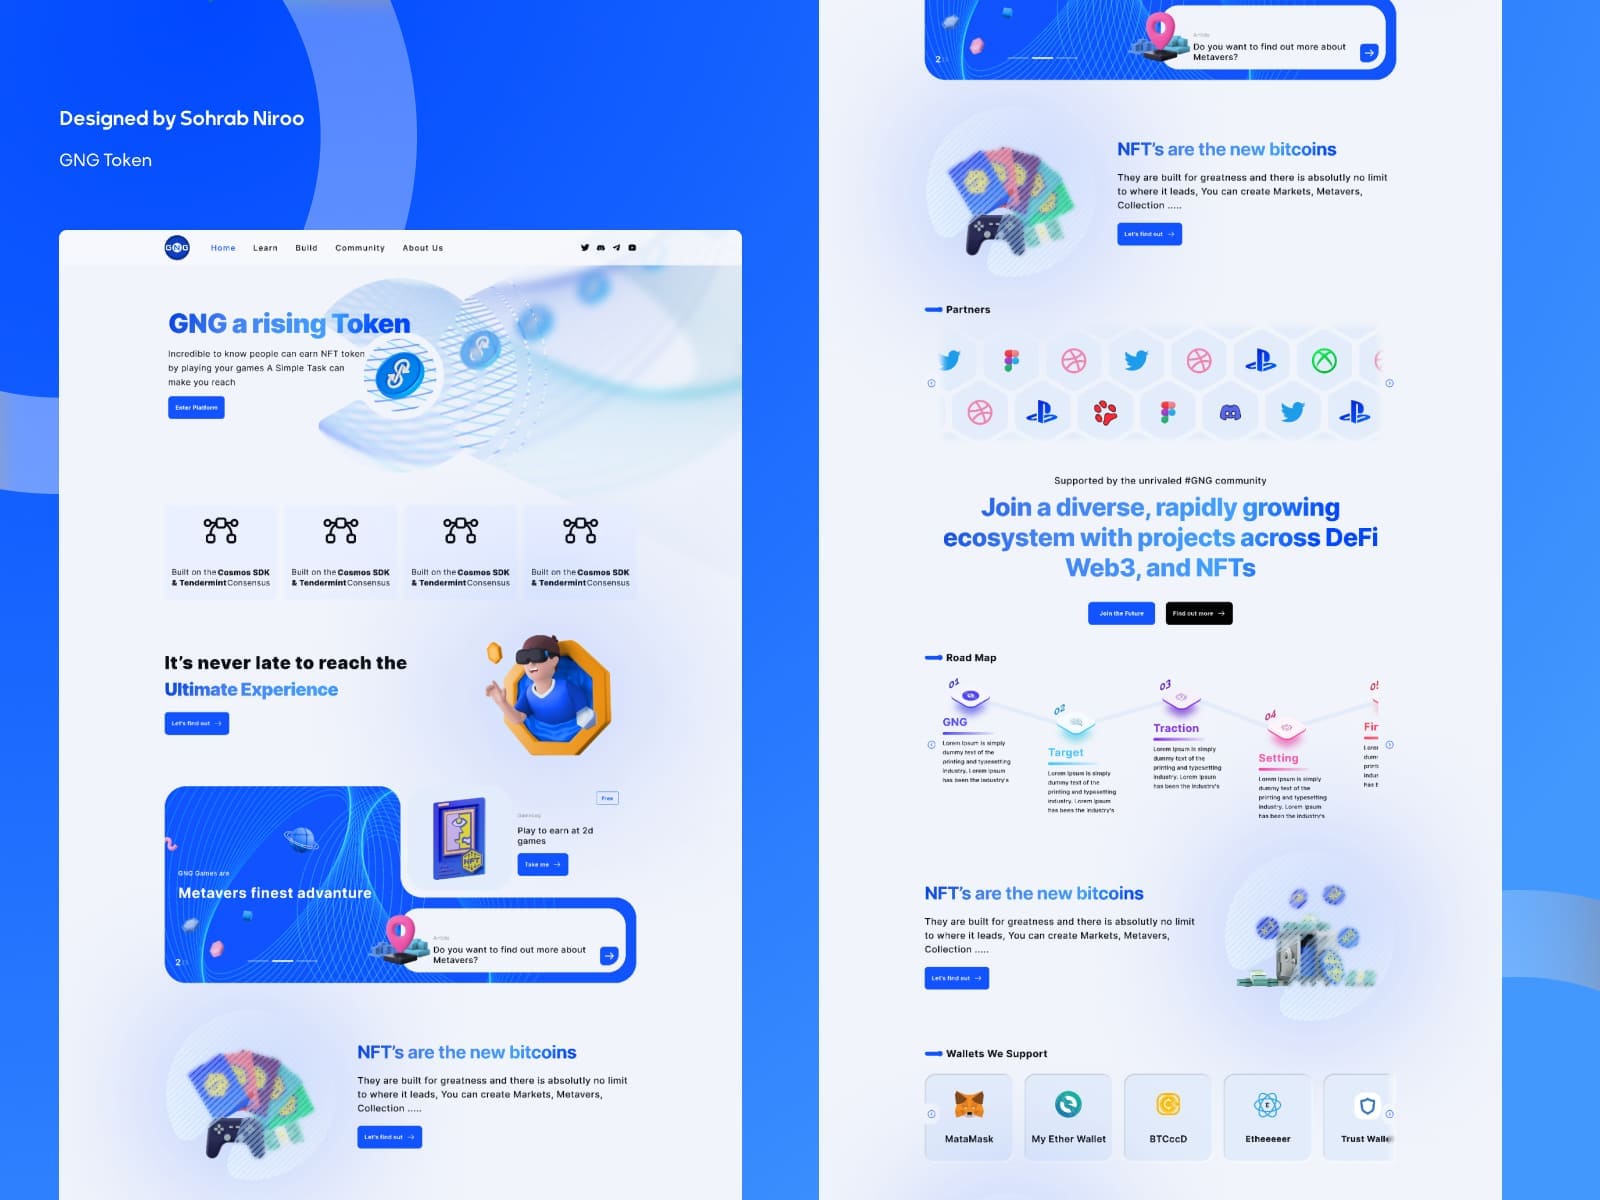 Designed by Sohrab Niroo
GNG Token
GNG
Home
Learn
Build
Community
About Us
GNG a rising Token
Incredible to know people can earn NFT token
by playing your games A Simple Task can
make you reach
Enter Platform
Built on the Cosmos SDK
& Tendermint Consensus
Built on the Cosmos SDK
& Tendermint Consensus
Built on the Cosmos SDK
& Tendermint Consensus
Built on the Cosmos SDK
& Tendermint Consensus
It's never late to reach the
Ultimate Experience
Let's find out
GNG Games are
Metavers finest advanture
2
Free
Play to earn at 2d
games
Take me
Article
Do you want to find out more about
Metavers?
NFT's are the new bitcoins
They are built for greatness and there is absolutly no limit
to where it leads, You can create Markets, Metavers,
Collection .....
Let's find out
2
Article
Do you want to find out more about
Metavers?
NFT's are the new bitcoins
They are built for greatness and there is absolutly no limit
to where it leads, You can create Markets, Metavers,
Collection .....
Let's find out
Partners
Supported by the unrivaled #GNG community
Join a diverse, rapidly growing
ecosystem with projects across DeFi
Web3, and NFTs
Join the Future
Find out more
Road Map
01
GNG
Lorem Ipsum is simply
dummy text of the
printing and typesetting
industry. Lorem Ipsum
has been the industry's
02
Target
Lorem Ipsum is simply
dummy text of the
printing and typesetting
industry. Lorem Ipsum
has been the industry's
03
Traction
Lorem Ipsum is simply
dummy text of the
printing and typesetting
industry. Lorem Ipsum
has been the industry's
04
Setting
Lorem Ipsum is simply
dummy text of the
printing and typesetting
industry. Lorem Ipsum
has been the industry's
Fir
NFT's are the new bitcoins
They are built for greatness and there is absolutly no limit
to where it leads, You can create Markets, Metavers,
Collection .....
Let's find out
Wallets We Support
MataMask
My Ether Wallet
BTCccD
Etheeeeer
Trust Walle